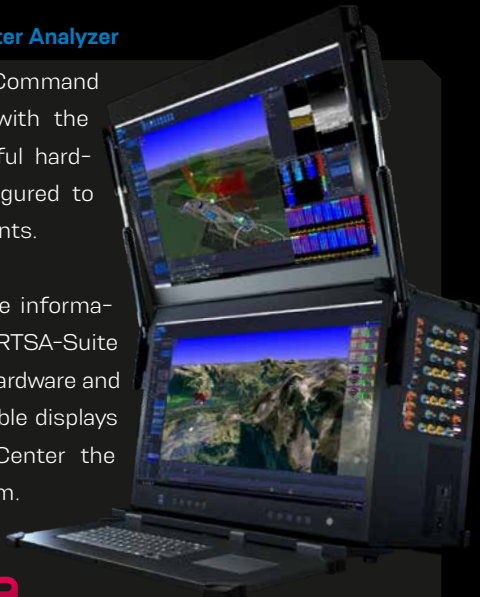 ter Analyzer
Command
with the
ful hard-
gured to
nts.
e informa-
RTSA-Suite
ardware and
ble displays
Center the
m.